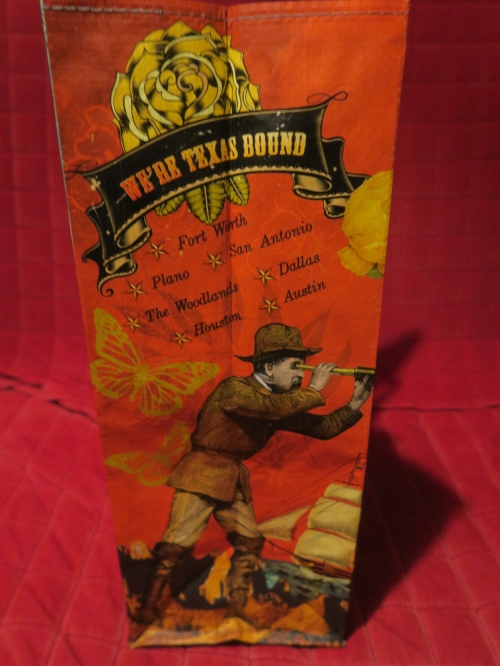 WE'RE TEXAS BOUND
Fort Worth
San Antonio
Plano
Dallas
The Woodlands
Austin
Houston